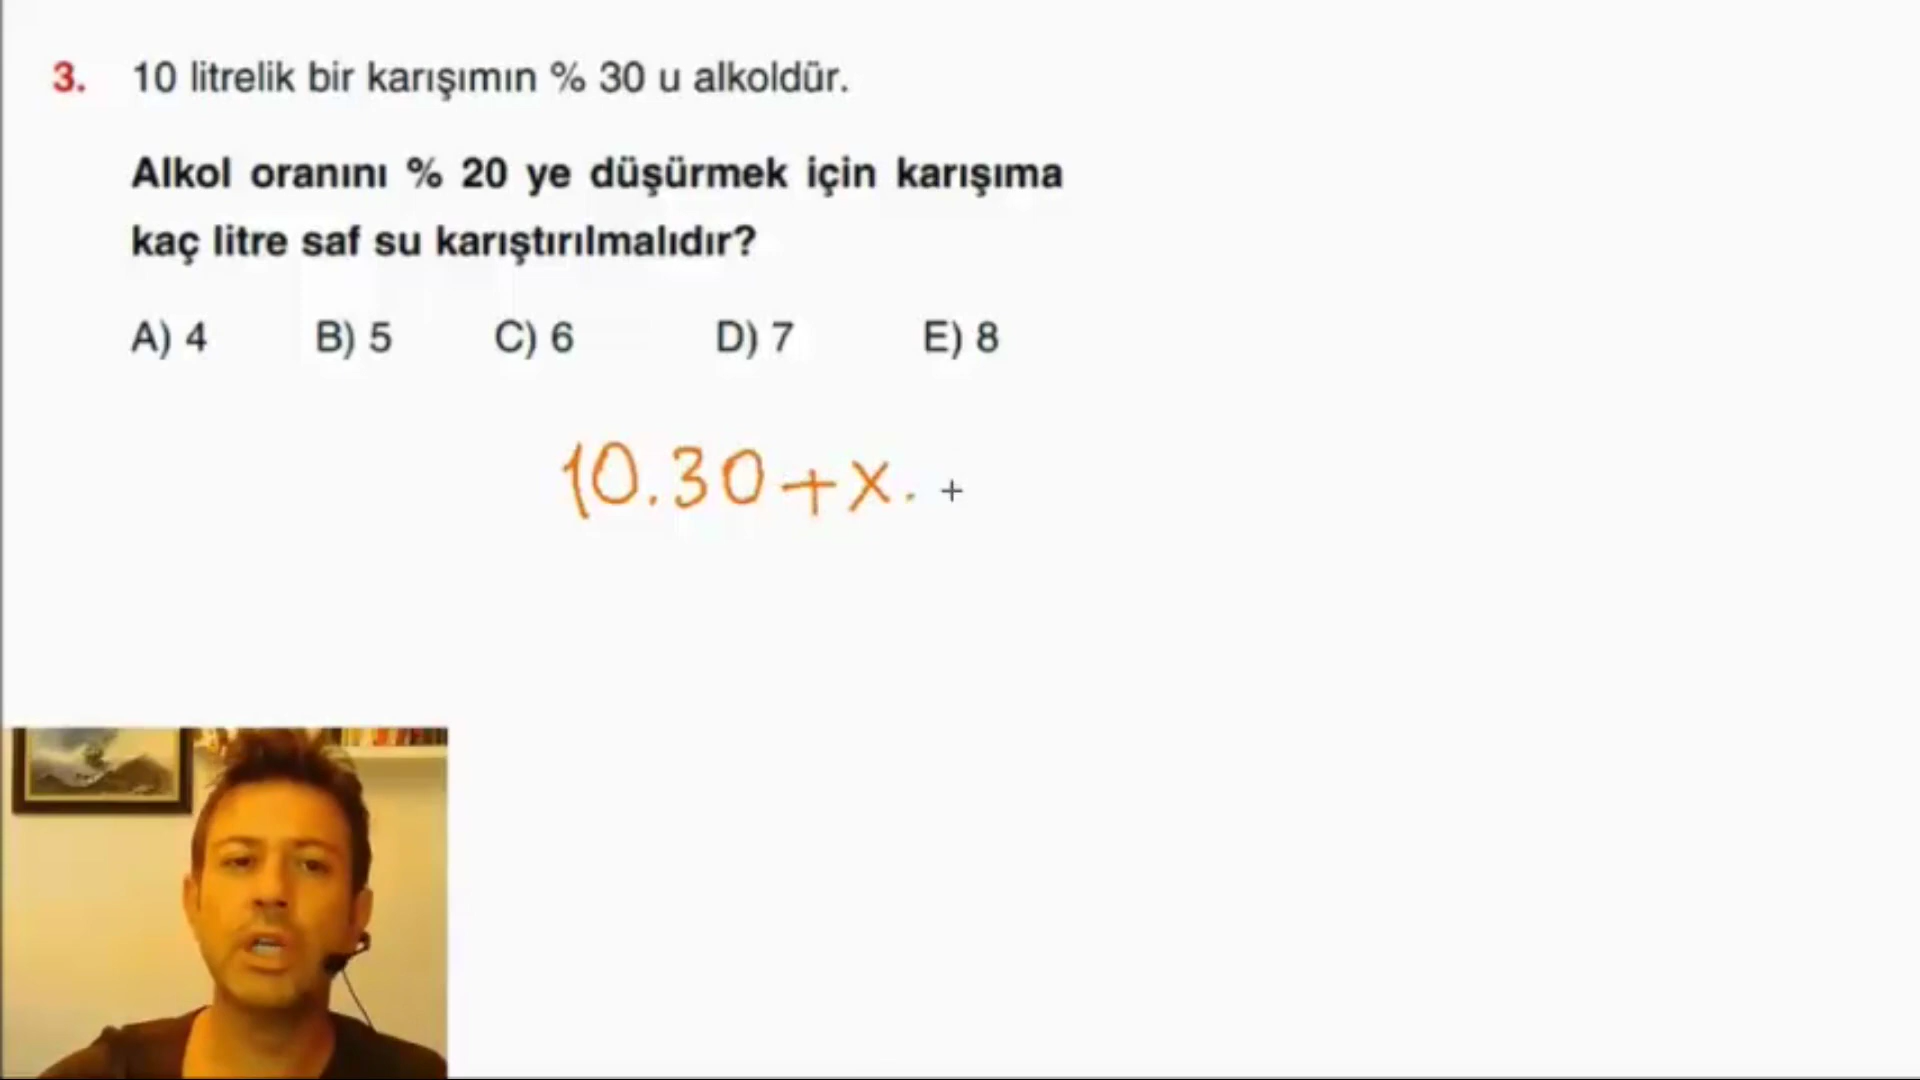 3. 10 litrelik bir karışımın % 30 u alkoldür.
Alkol oranını % 20 ye düşürmek için karışıma
kaç litre saf su karıştırılmalıdır?
A) 4 B) 5 C) 6 D) 7 E) 8
10.30+x.